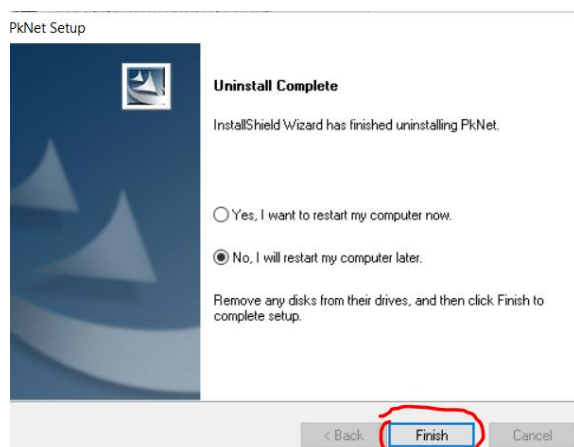 PkNet Setup
Uninstall Complete
InstallShield Wizard has finished uninstalling PkNet.
Yes, I want to restart my computer now.
No, I will restart my computer later.
Remove any disks from their drives, and then click Finish to
complete setup.
< Back Finish Cancel